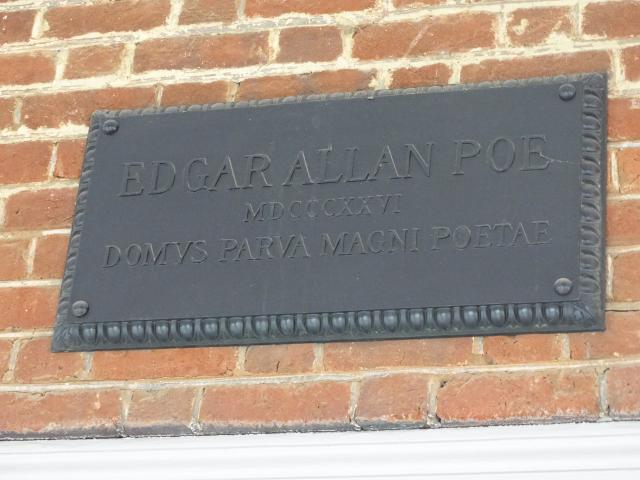 EDGAR ALLAN POE
MDCCCXXVI
DOMVS PARVA MAGNI POETAE